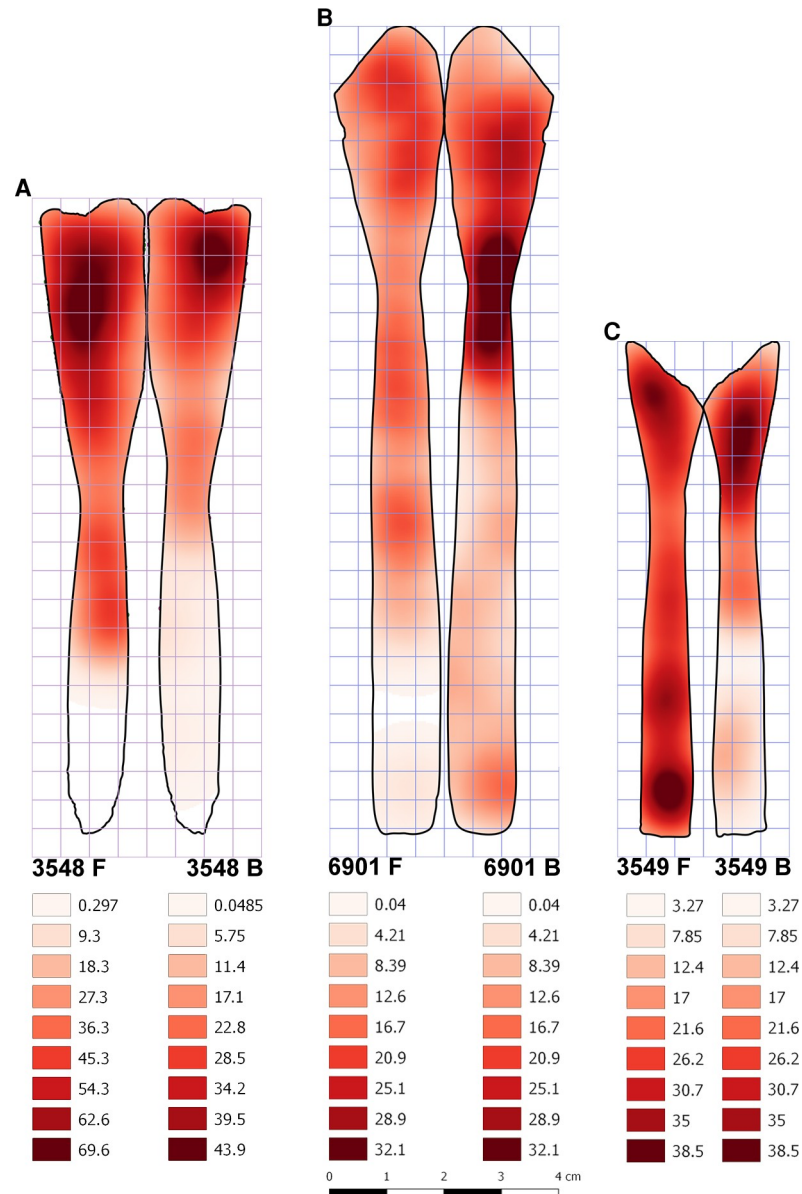 B
A
C
3548 F 3548 B 6901 F 6901 B 3549 F 3549 B
0.297 0.0485 0.04 0.04 3.27 3.27
9.3 5.75 4.21 4.21 7.85 7.85
18.3 11.4 8.39 8.39 12.4 12.4
27.3 17.1 12.6 12.6 17 17
36.3 22.8 16.7 16.7 21.6 21.6
45.3 28.5 20.9 20.9 26.2 26.2
54.3 34.2 25.1 25.1 30.7 30.7
62.6 39.5 28.9 28.9 35 35
69.6 43.9 32.1 32.1 38.5 38.5
0 1 2 3 4 cm